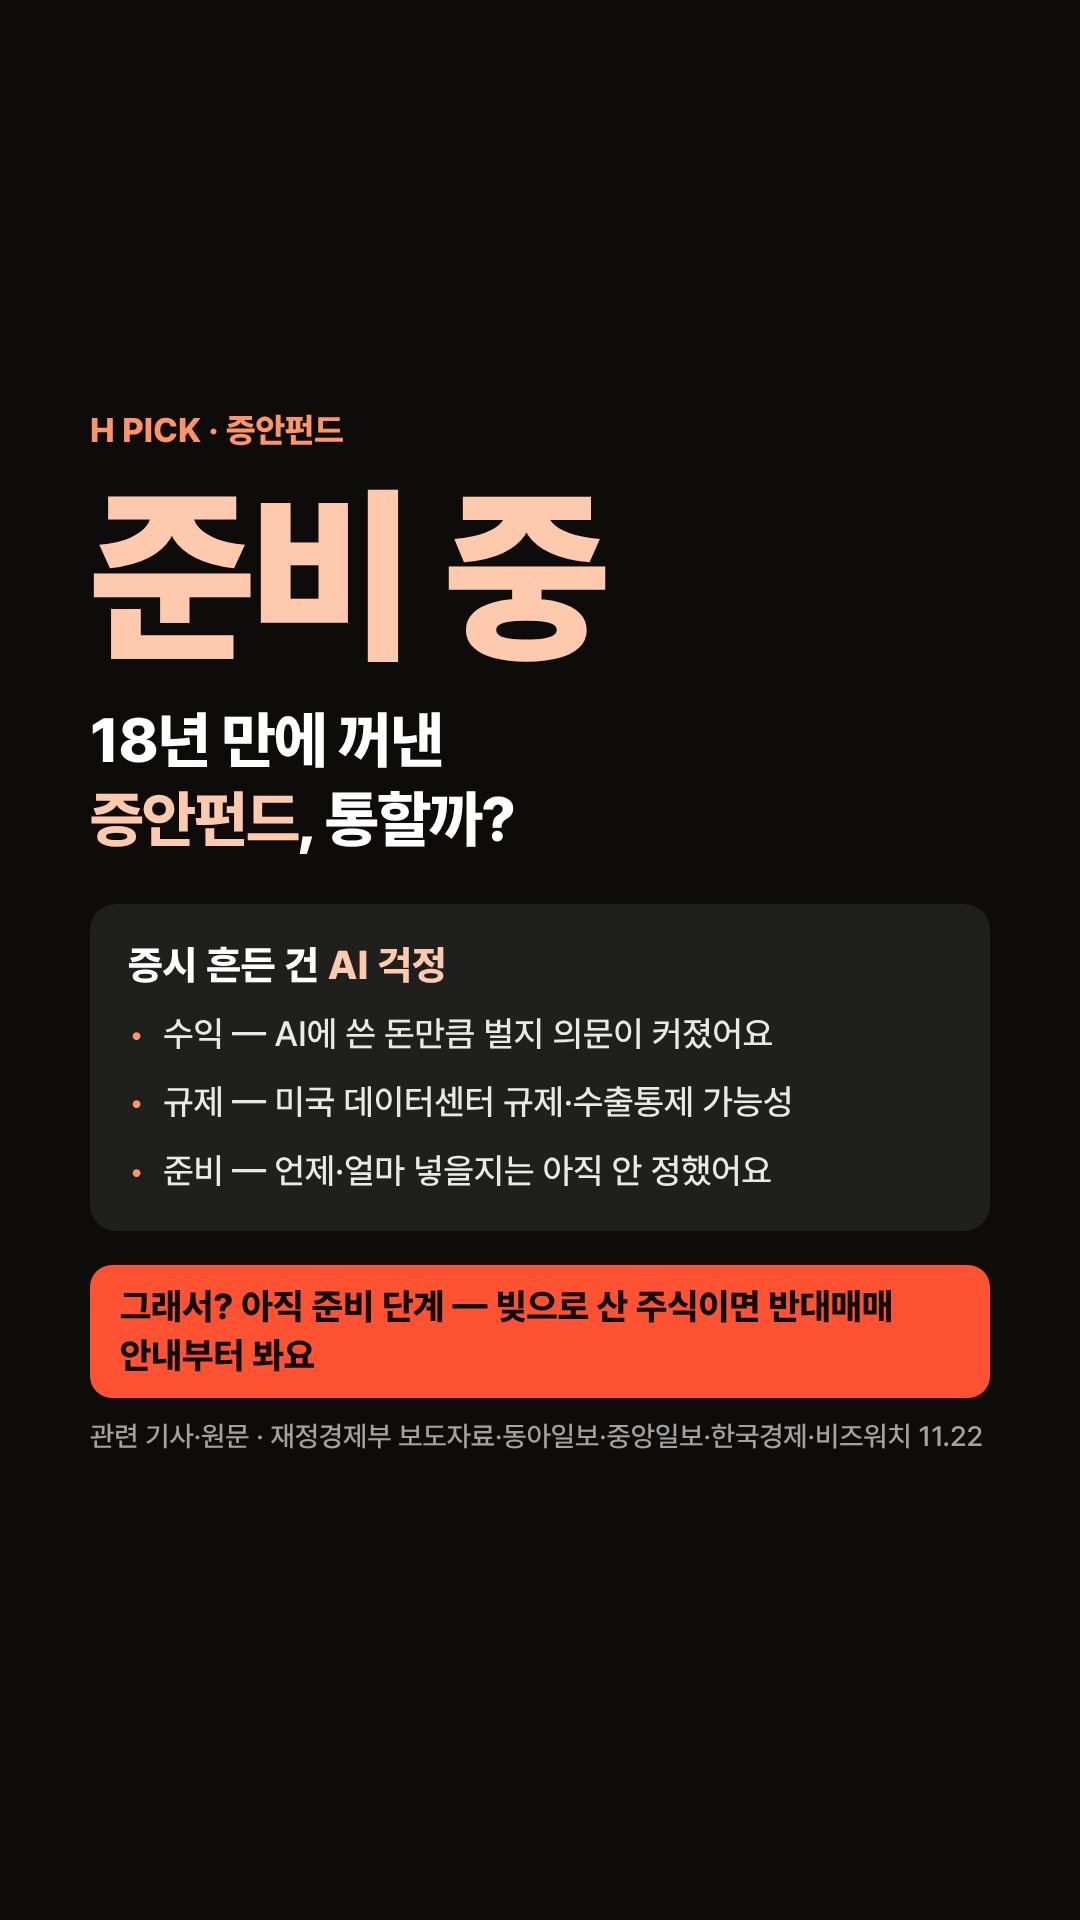 H PICK · 증안펀드
준비 중
18년 만에 꺼낸
증안펀드, 통할까?
증시 흔든 건 AI 걱정
• 수익 — AI에 쓴 돈만큼 벌지 의문이 커졌어요
• 규제 — 미국 데이터센터 규제·수출통제 가능성
• 준비 — 언제·얼마 넣을지는 아직 안 정했어요
그래서? 아직 준비 단계 — 빚으로 산 주식이면 반대매매
안내부터 봐요
관련 기사·원문 · 재정경제부 보도자료·동아일보·중앙일보·한국경제·비즈워치 11.22